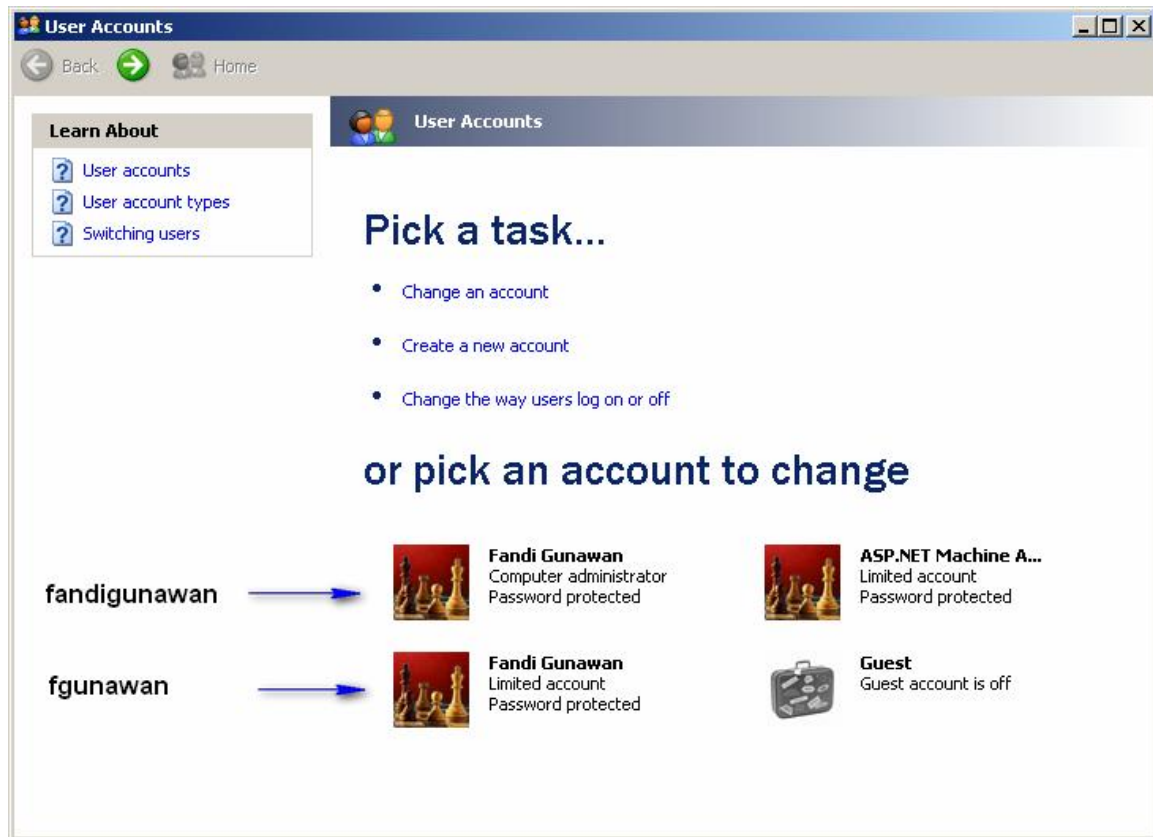 User Accounts
Back
Home
Learn About
User accounts
User account types
Switching users
User Accounts
Pick a task...
• Change an account
• Create a new account
• Change the way users log on or off
or pick an account to change
fandigunawan
Fandi Gunawan
Computer administrator
Password protected
ASP.NET Machine A...
Limited account
Password protected
fgunawan
Fandi Gunawan
Limited account
Password protected
Guest
Guest account is off